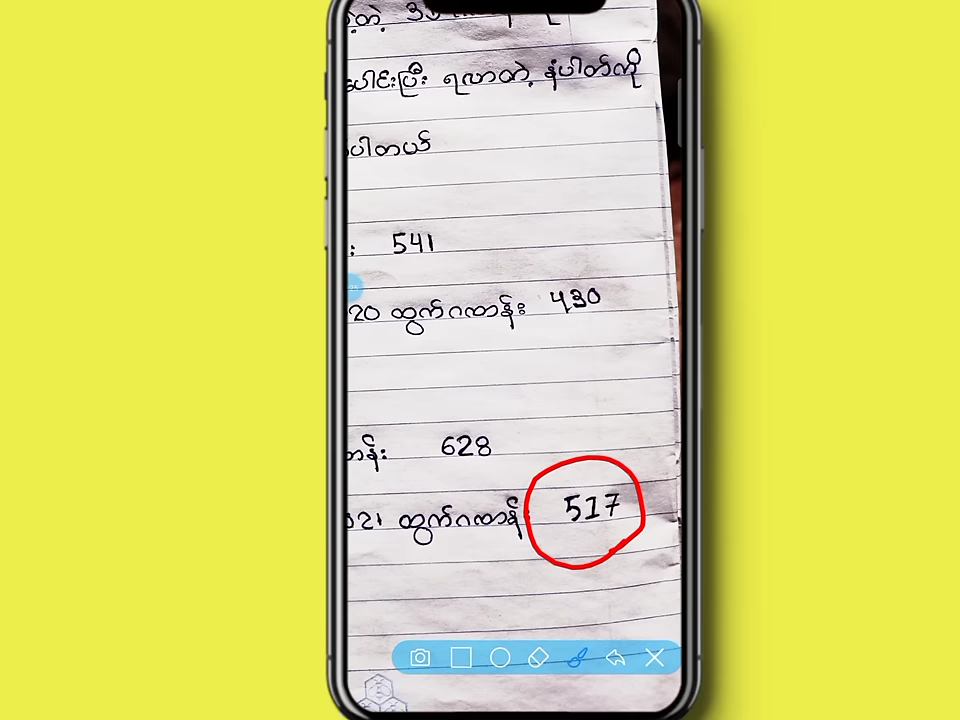 ပေါင်းပြီး ရလာတဲ့ နံပါတ်ကို
ပါတယ်
: 541
20 ထွက်ဂဏာန်း 430
628
021 ထွက်ဂဏာန်း 517